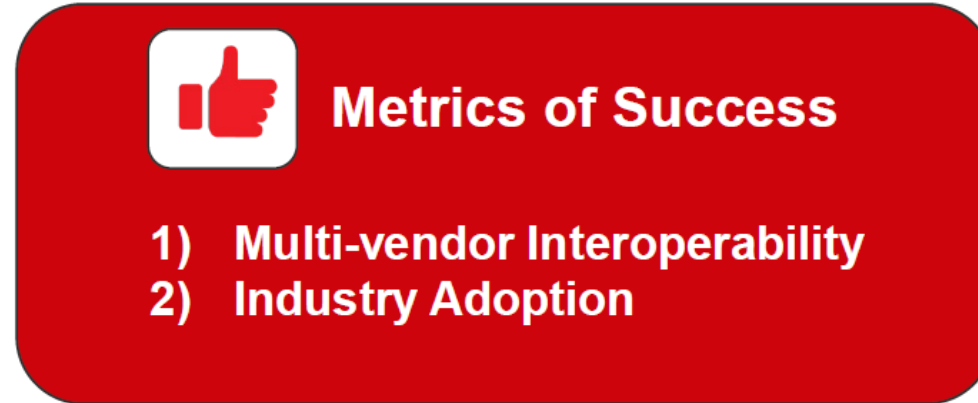 Metrics of Success
1) Multi-vendor Interoperability
2) Industry Adoption